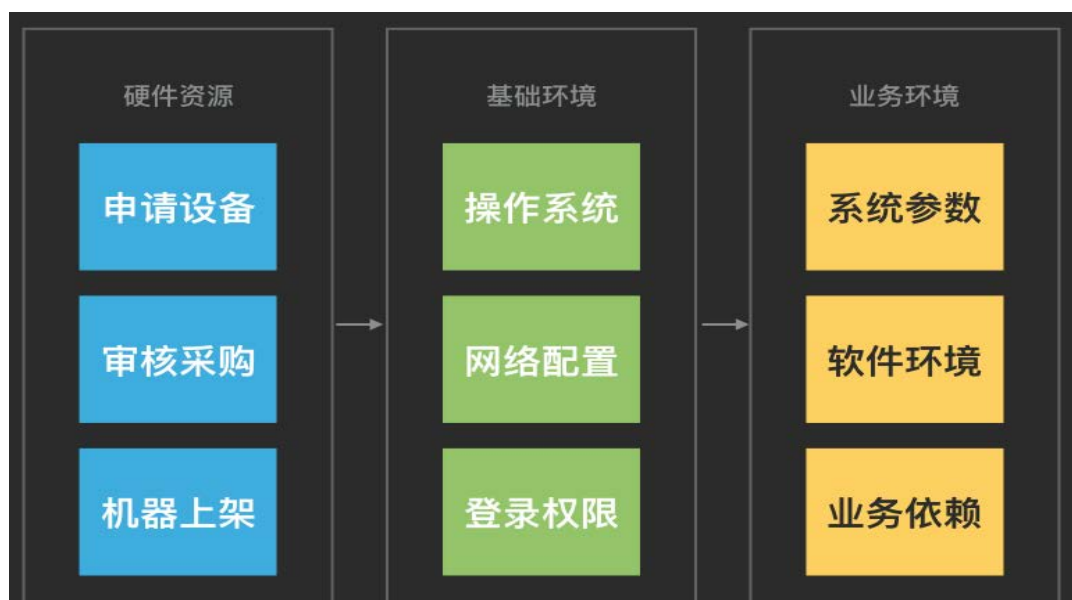 硬件资源
申请设备
审核采购
机器上架
基础环境
操作系统
网络配置
登录权限
业务环境
系统参数
软件环境
业务依赖